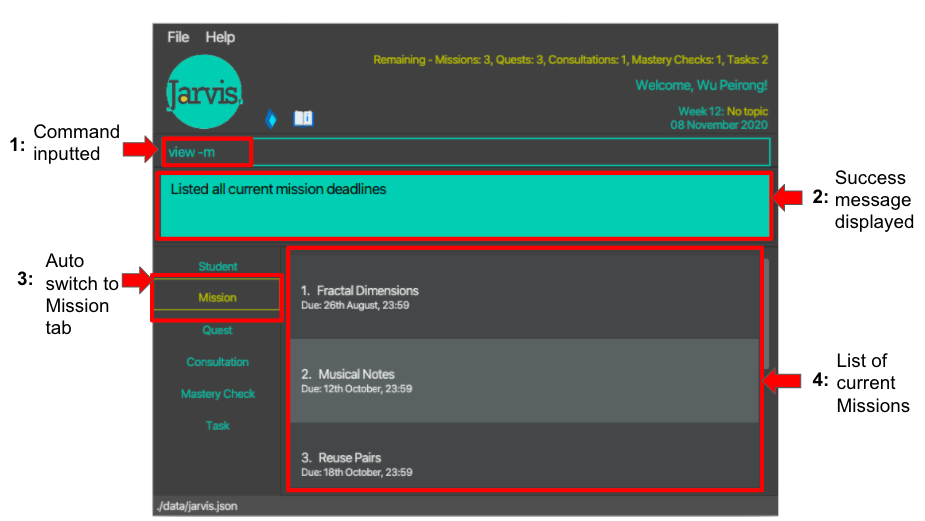 File Help
Remaining - Missions: 3, Quests: 3, Consultations: 1, Mastery Checks: 1, Tasks: 2
Jarvis
Welcome, Wu Peirong!
Week 12: No topic
08 November 2020
1: Command
inputted
view -m
Listed all current mission deadlines
2: Success
message
displayed
3: Auto
switch to
Mission
tab
Student
Mission
Quest
Consultation
Mastery Check
Task
1. Fractal Dimensions
Due: 26th August, 23:59
2. Musical Notes
Due: 12th October, 23:59
3. Reuse Pairs
Due: 18th October, 23:59
4: List of
current
Missions
./data/jarvis.json